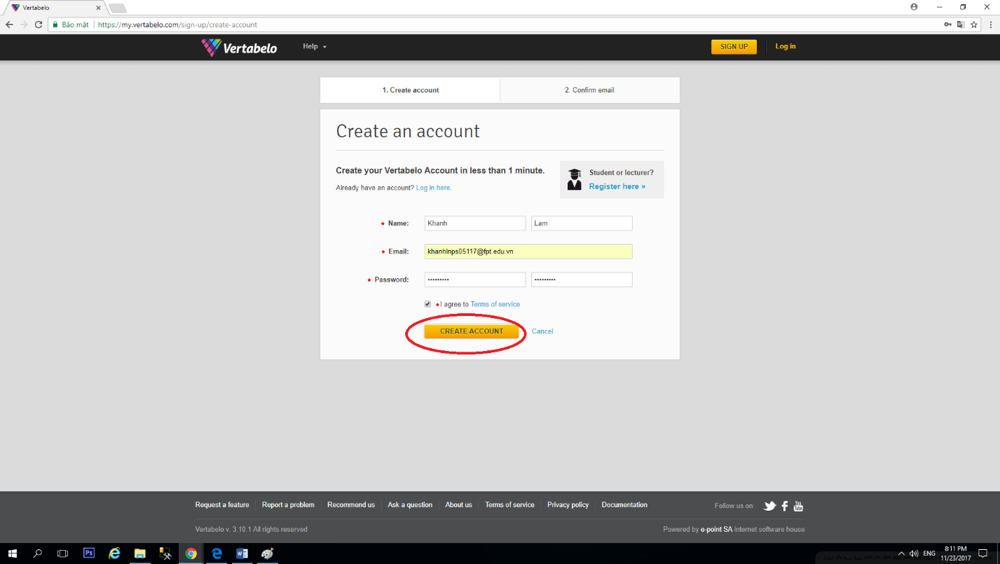 Vertabelo
Bảo mật https://my.vertabelo.com/sign-up/create-account
Vertabelo Help SIGN UP Log in
1. Create account 2. Confirm email
Create an account
Create your Vertabelo Account in less than 1 minute.
Already have an account? Log in here.
Student or lecturer?
Register here »
* Name: Khanh Lam
* Email: khanhlnps05117@fpt.edu.vn
* Password: ••••••••• •••••••••
*I agree to Terms of service
CREATE ACCOUNT Cancel
Request a feature Report a problem Recommend us Ask a question About us Terms of service Privacy policy Documentation Follow us on: You Tube
Vertabelo v. 3.10.1 All rights reserved Powered by e-point SA internet software house
Ps ENG 8:11 PM
11/23/2017